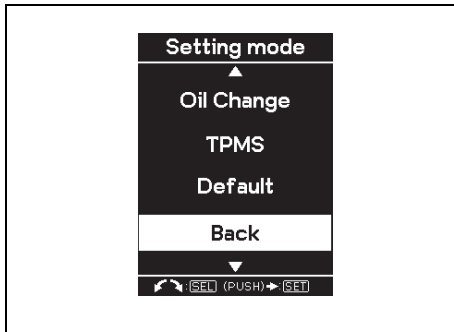 Setting mode
Oil Change
TPMS
Default
Back
:SEL (PUSH) :SET